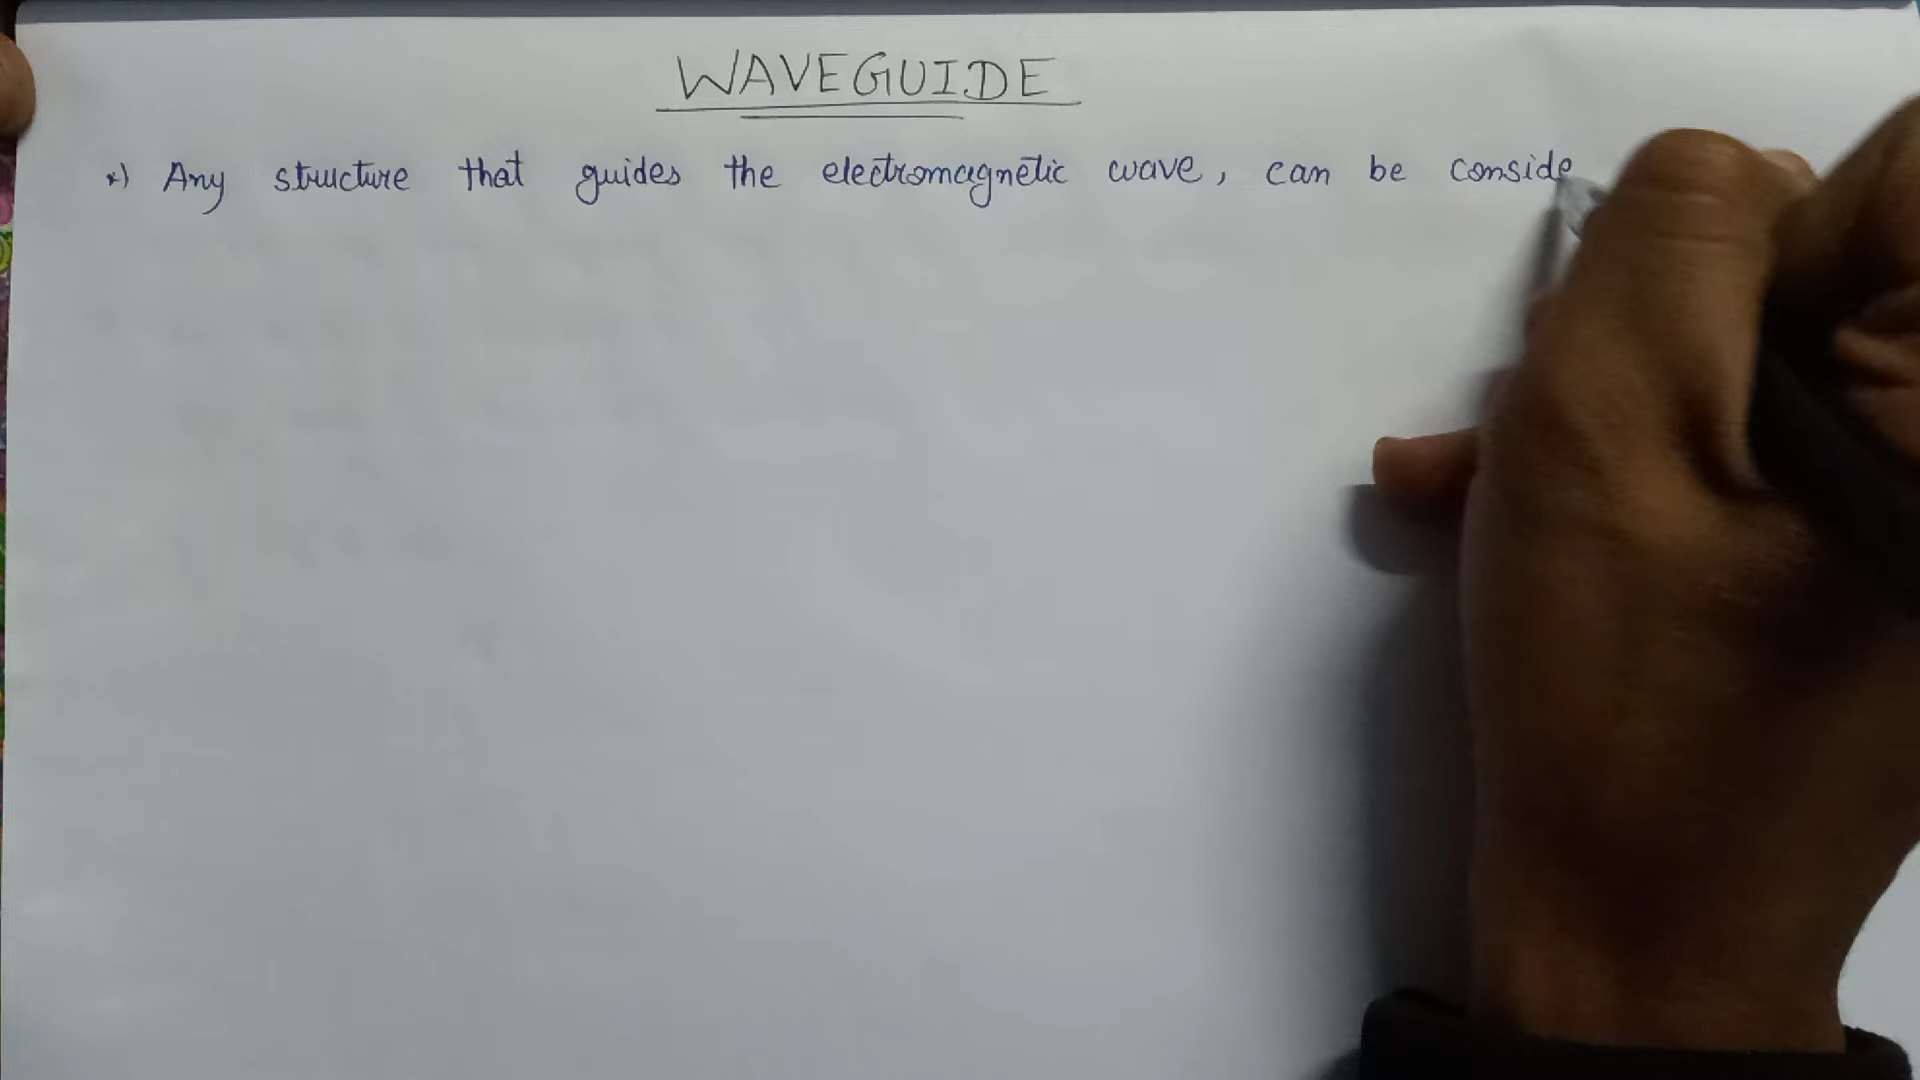 WAVEGUIDE
*) Any structure that guides the electromagnetic wave, can be conside